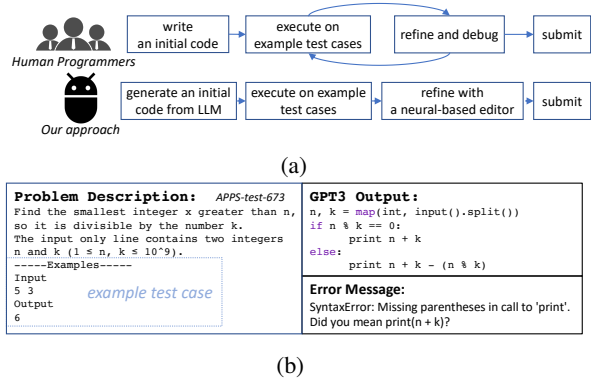 Human Programmers
write
an initial code
execute on
example test cases
refine and debug
submit
Our approach
generate an initial
code from LLM
execute on example
test cases
refine with
a neural-based editor
submit
(a)
Problem Description: APPS-test-673
Find the smallest integer x greater than n,
so it is divisible by the number k.
The input only line contains two integers
n and k (1 ≤ n, k ≤ 10^9).
-----Examples-----
Input
5 3
Output
6
example test case
GPT3 Output:
n, k = map(int, input().split())
if n % k == 0:
print n + k
else:
print n + k - (n % k)
Error Message:
SyntaxError: Missing parentheses in call to 'print'.
Did you mean print(n + k)?
(b)